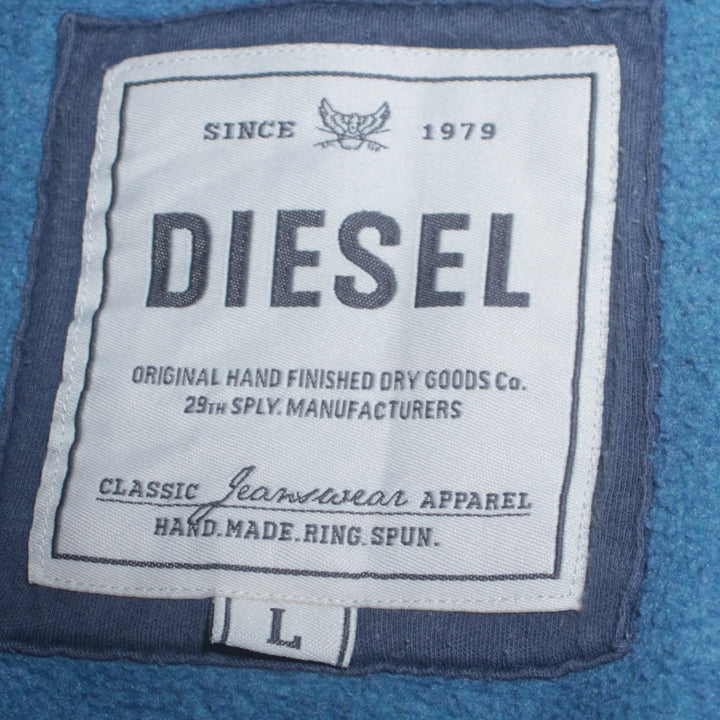 SINCE 1979
DIESEL
ORIGINAL HAND FINISHED DRY GOODS Co.
29TH SPLY. MANUFACTURERS
CLASSIC Jeanswear APPAREL
HAND.MADE.RING.SPUN.
L